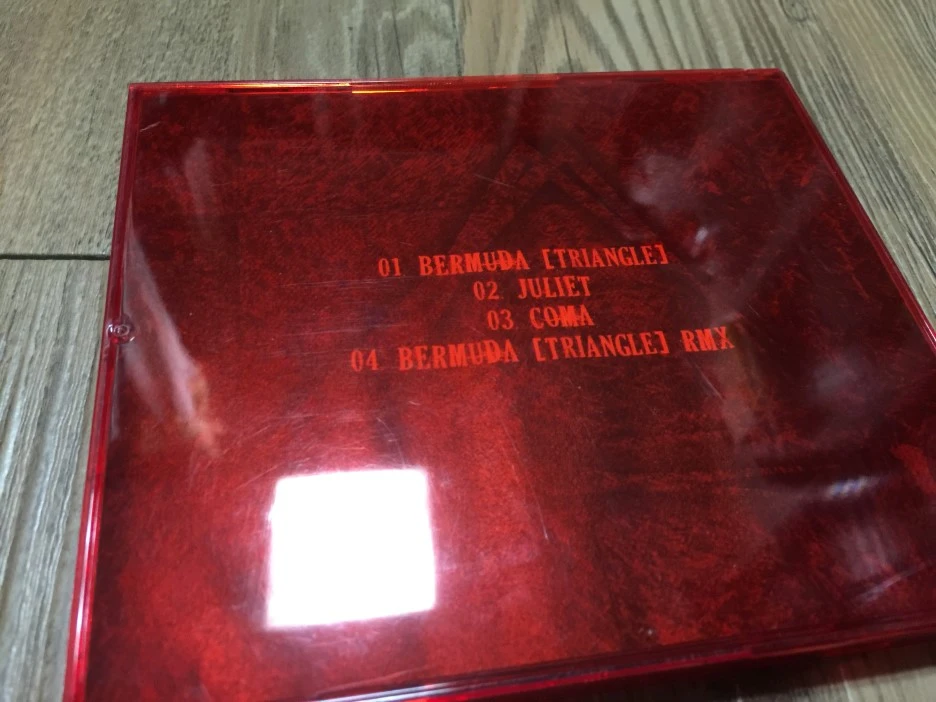 01 BERMUDA [TRIANGLE]
02 JULIET
03 COMA
04 BERMUDA [TRIANGLE] RMX